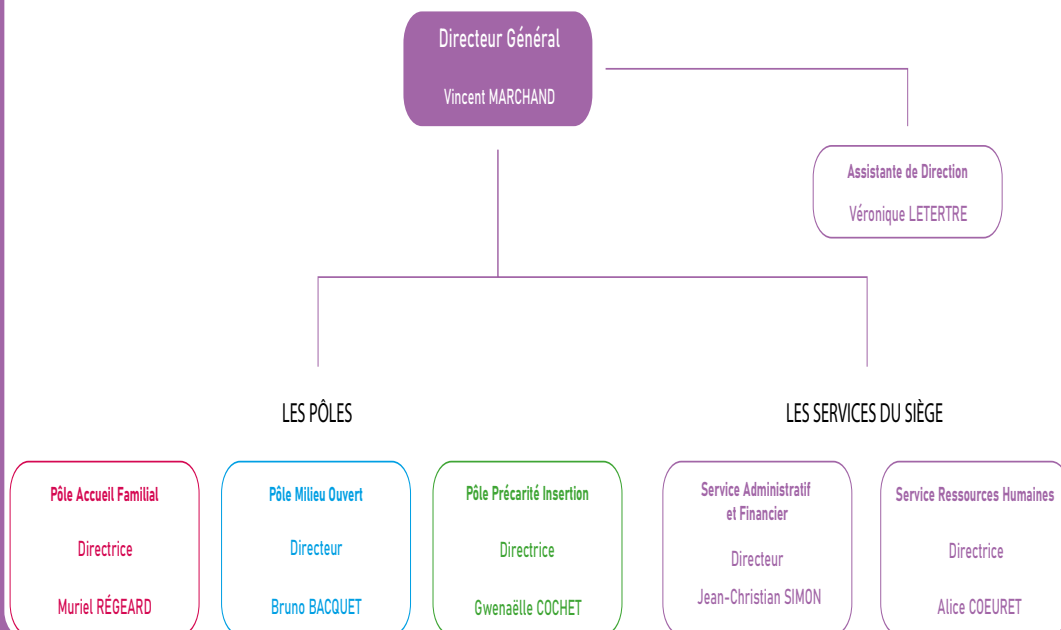 Directeur Général
Vincent MARCHAND
Assistante de Direction
Véronique LETERTRE
LES PÔLES
LES SERVICES DU SIÈGE
Pôle Accueil Familial
Directrice
Muriel RÉGEARD
Pôle Milieu Ouvert
Directeur
Bruno BACQUET
Pôle Précarité Insertion
Directrice
Gwenaëlle COCHET
Service Administratif
et Financier
Directeur
Jean-Christian SIMON
Service Ressources Humaines
Directrice
Alice COEURET